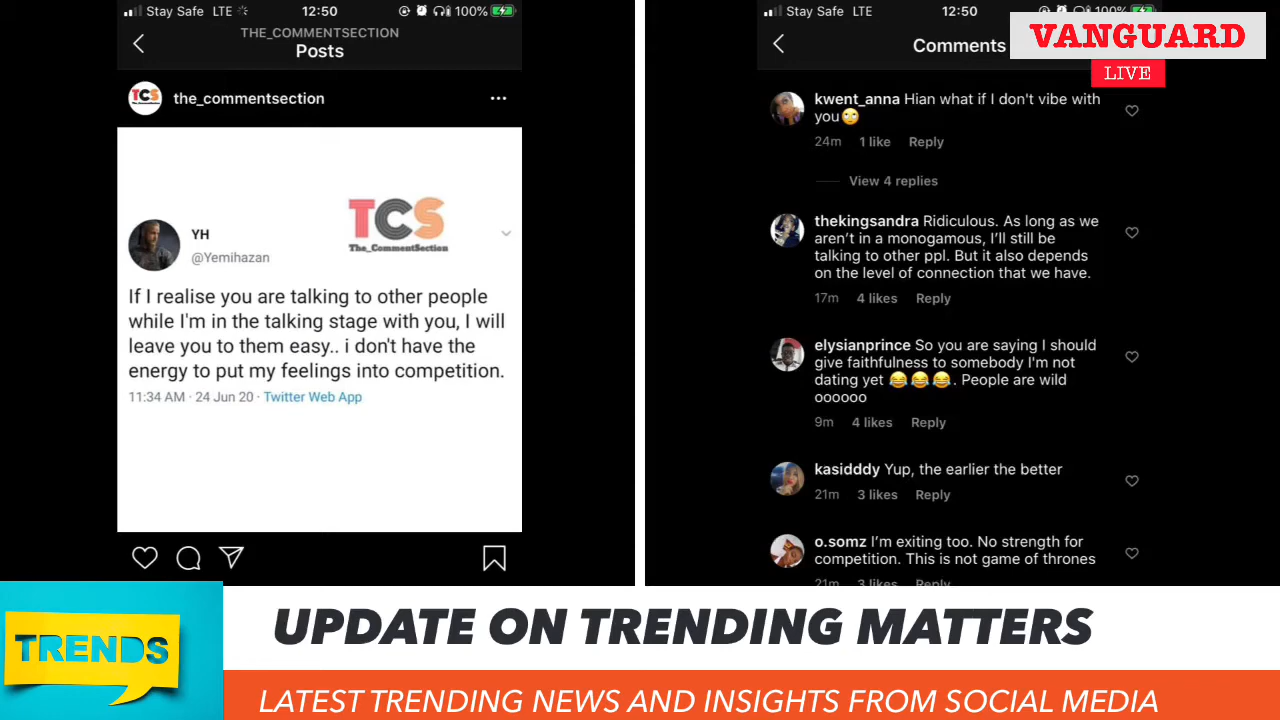 Stay Safe LTE 12:50 100%
THE_COMMENTSECTION
Posts
TCS
the_commentsection
TCS
The_CommentSection
YH
@Yemihazan
If I realise you are talking to other people
while I'm in the talking stage with you, I will
leave you to them easy.. i don't have the
energy to put my feelings into competition.
11:34 AM · 24 Jun 20 · Twitter Web App
Stay Safe LTE 12:50 100%
Comments
VANGUARD
LIVE
kwent_anna Hian what if I don't vibe with
you🙄
24m 1 like Reply
View 4 replies
thekingsandra Ridiculous. As long as we
aren't in a monogamous, I’ll still be
talking to other ppl. But it also depends
on the level of connection that we have.
17m 4 likes Reply
elysianprince So you are saying I should
give faithfulness to somebody I'm not
dating yet 😂😂😂. People are wild
oooooo
9m 4 likes Reply
kasidddy Yup, the earlier the better
21m 3 likes Reply
o.somz I’m exiting too. No strength for
competition. This is not game of thrones
21m 3 likes Reply
TRENDS
UPDATE ON TRENDING MATTERS
LATEST TRENDING NEWS AND INSIGHTS FROM SOCIAL MEDIA